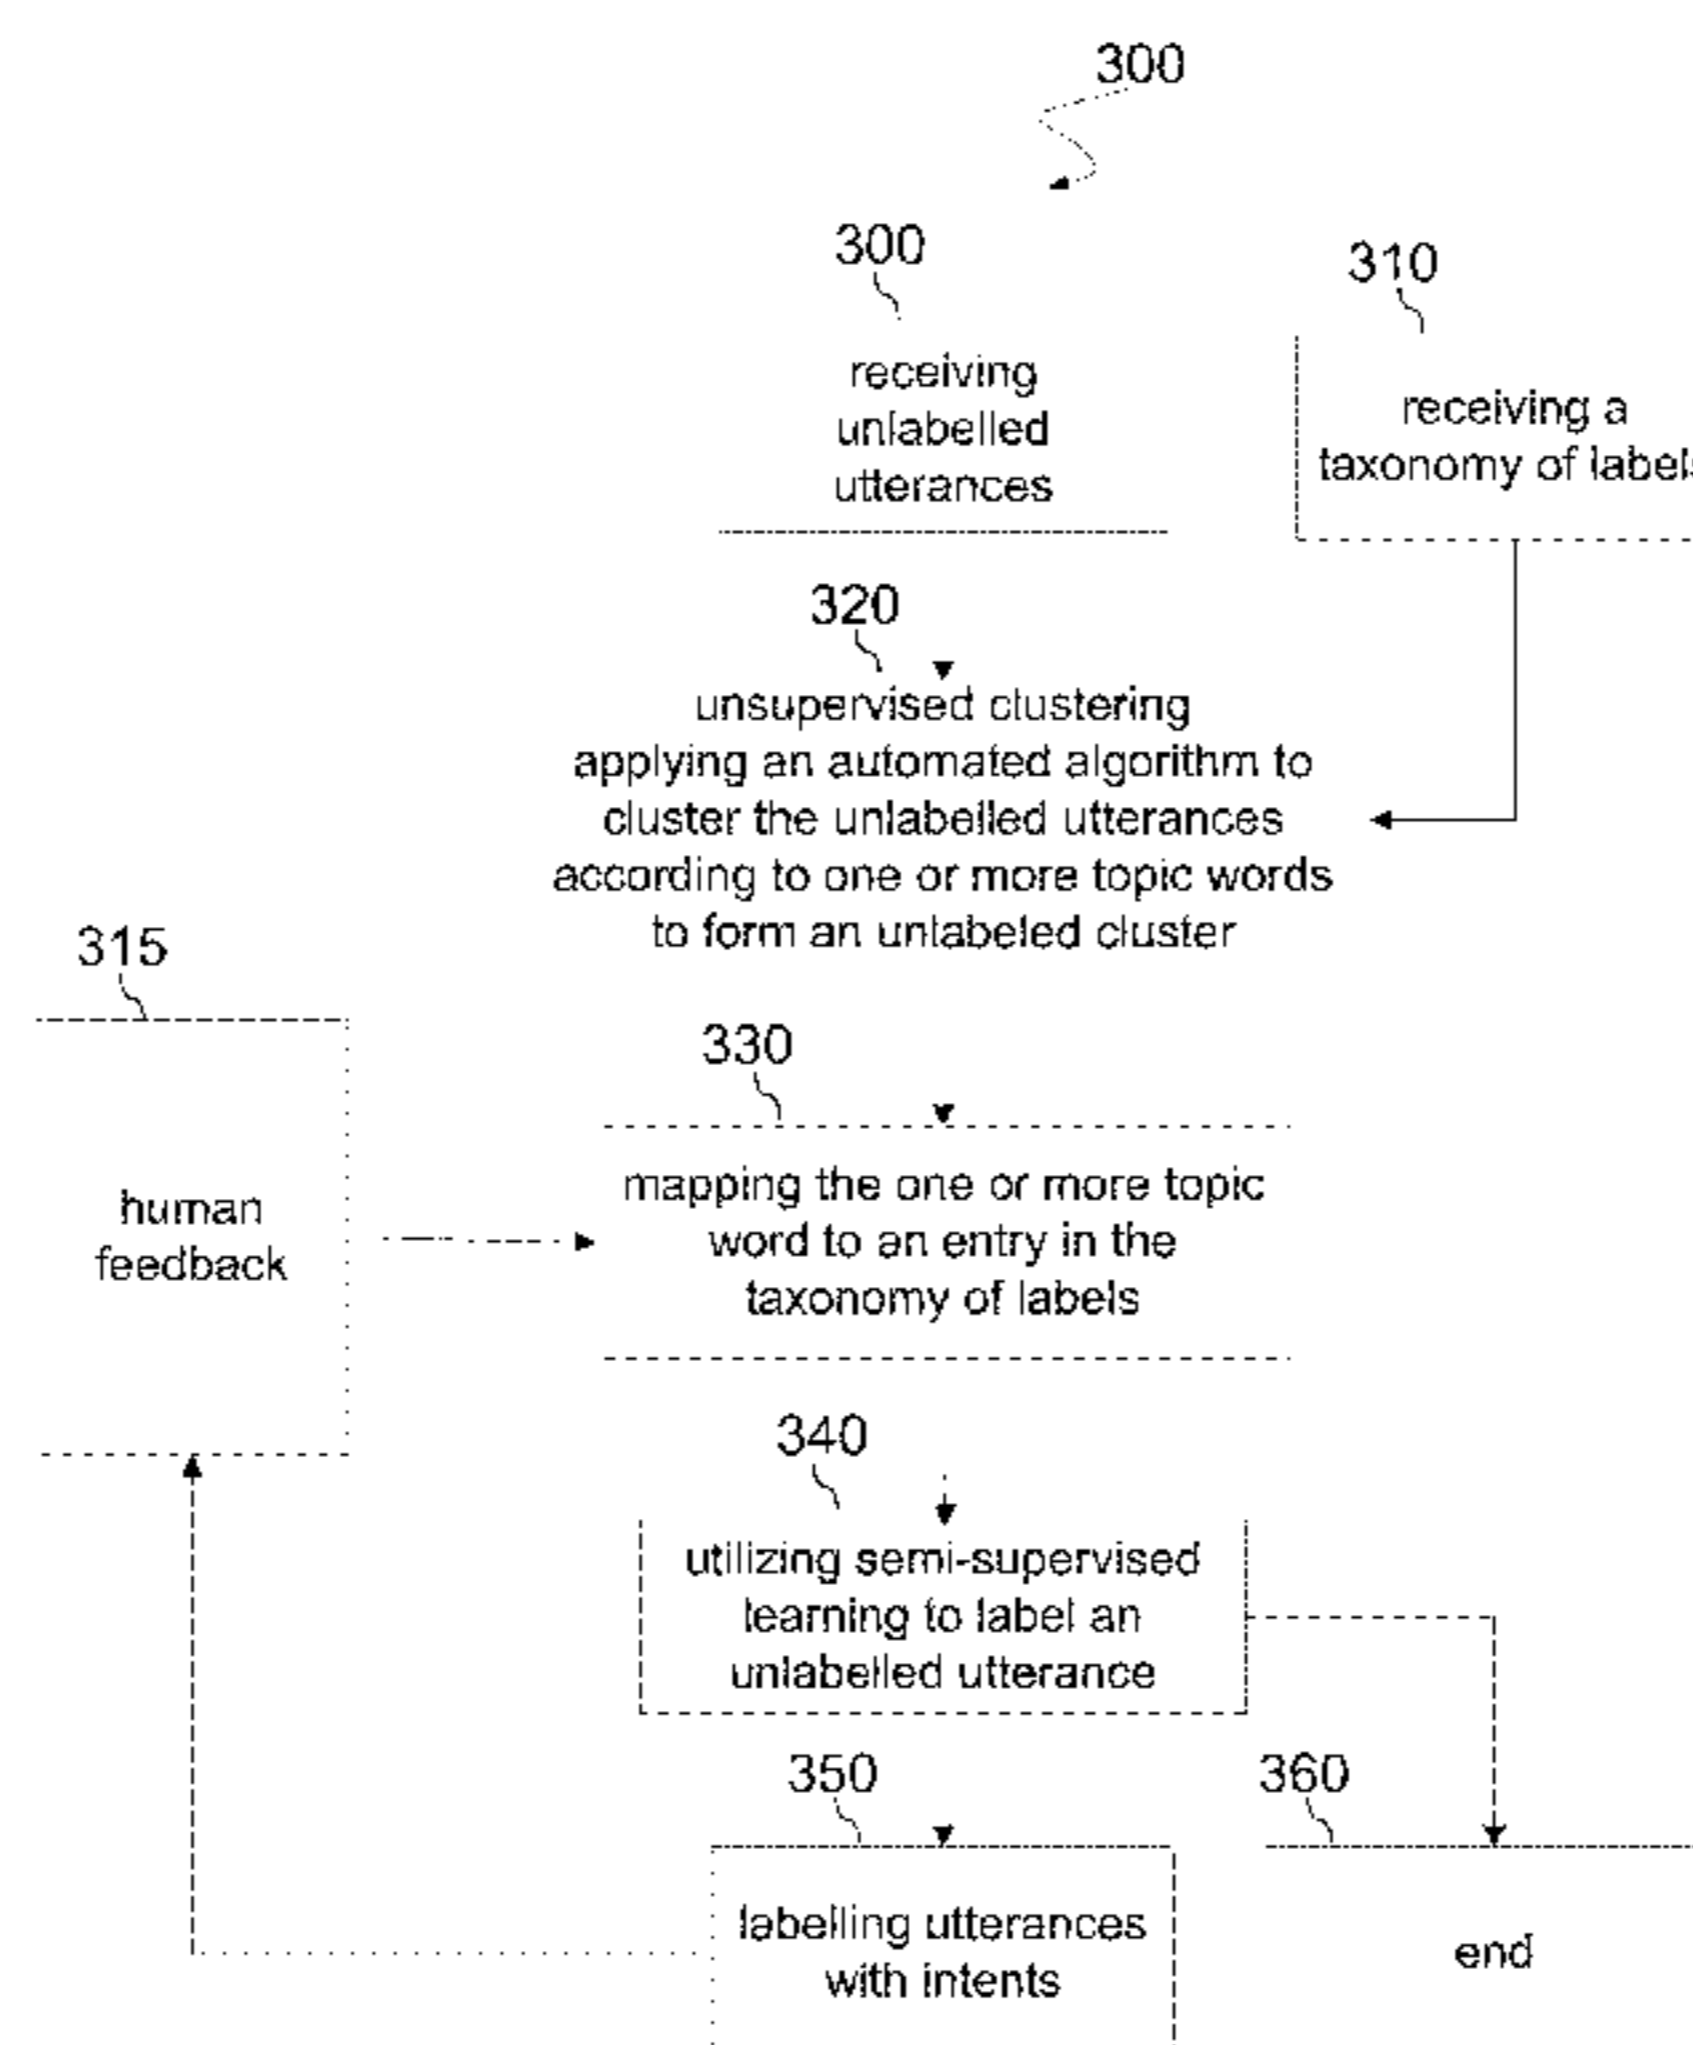 300
300
receiving
unlabelled
utterances
310
receiving a
taxonomy of labels
320
unsupervised clustering
applying an automated algorithm to
cluster the unlabelled utterances
according to one or more topic words
to form an unlabeled cluster
315
human
feedback
330
mapping the one or more topic
word to an entry in the
taxonomy of labels
340
utilizing semi-supervised
learning to label an
unlabelled utterance
350
labelling utterances
with intents
360
end